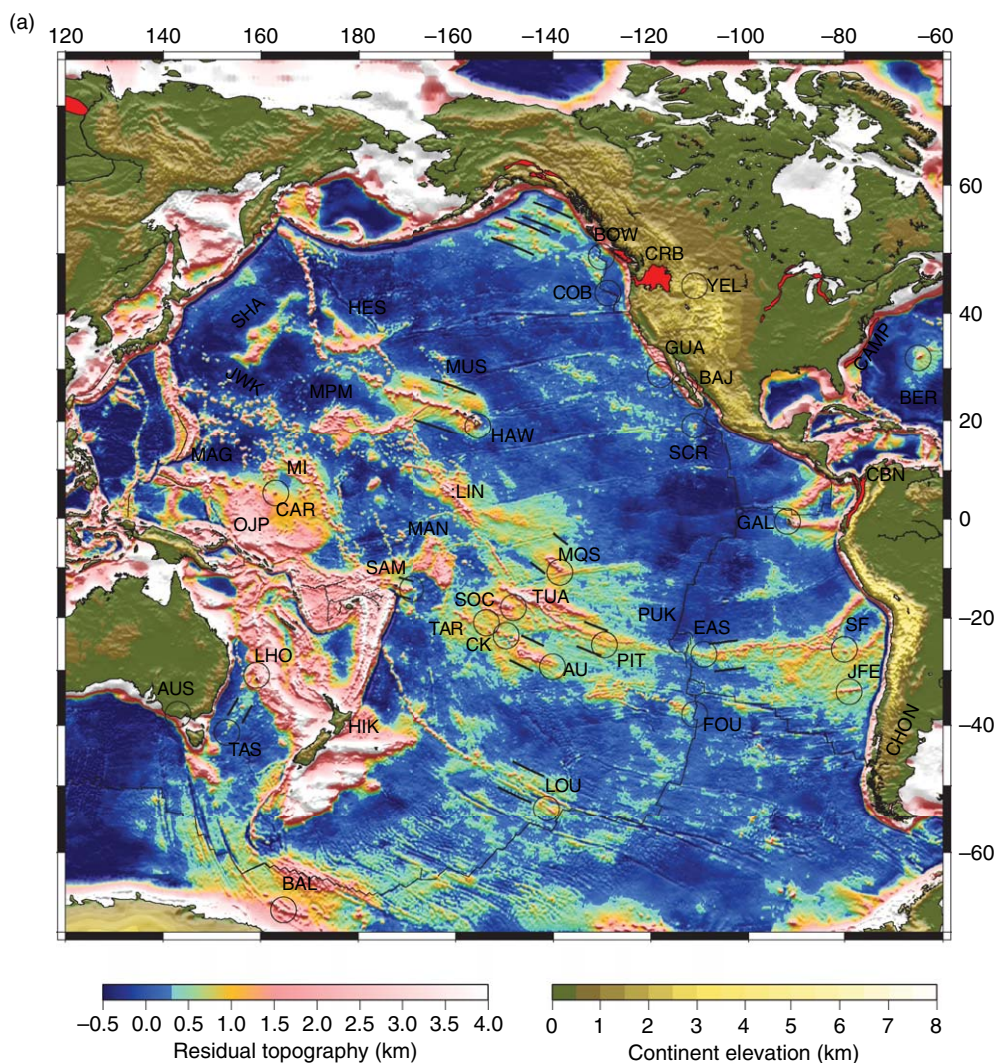 (a)
120 140 160 180 −160 −140 −120 −100 −80 −60
60
BOW
CRB
YEL
COB
SHA
HES
40
GUA
CAMP
MUS
JWK
BAJ
MPM
BER
20
HAW
SCR
MAG
MI
CBN
LIN
CAR
OJP
GAL
0
MAN
MQS
SAM
SOC
TUA
PUK
SF
TAR
EAS
CK
LHO
AU
PIT
JFE
AUS
HIK
FOU
CHON
−40
TAS
LOU
−60
BAL
−0.5 0.0 0.5 1.0 1.5 2.0 2.5 3.0 3.5 4.0
Residual topography (km)
0 1 2 3 4 5 6 7 8
Continent elevation (km)
−20